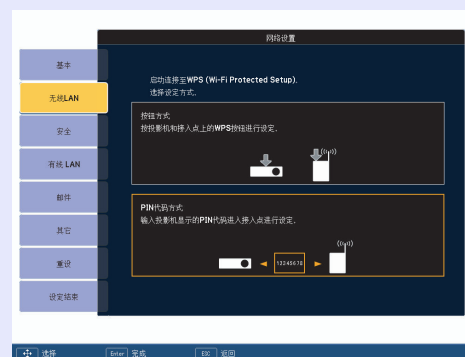 网络设置
基本
无线LAN
安全
有线 LAN
邮件
其它
重设
设定结束
启动连接至WPS (Wi-Fi Protected Setup).
选择设定方式.
按钮方式
按投影机和接入点上的WPS按钮进行设定.
PIN代码方式
输入投影机显示的PIN代码进入接入点进行设定.
12345678
选择 Enter 完成 ESC 返回